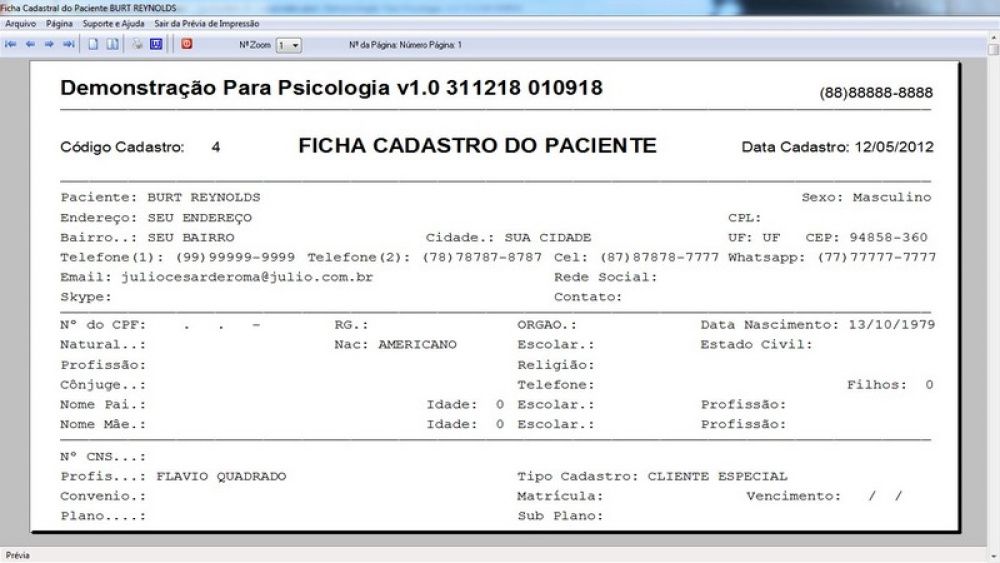 Ficha Cadastral do Paciente BURT REYNOLDS
Arquivo Página Suporte e Ajuda Sair da Prévia de Impressão
Nº Zoom 1 Nº da Página: Número Página: 1
Demonstração Para Psicologia v1.0 311218 010918 (88)88888-8888
Código Cadastro: 4 FICHA CADASTRO DO PACIENTE Data Cadastro: 12/05/2012
Paciente: BURT REYNOLDS Sexo: Masculino
Endereço: SEU ENDEREÇO CPL:
Bairro..: SEU BAIRRO Cidade.: SUA CIDADE UF: UF CEP: 94858-360
Telefone(1): (99)99999-9999 Telefone(2): (78)78787-8787 Cel: (87)87878-7777 Whatsapp: (77)77777-7777
Email: juliocesarderoma@julio.com.br Rede Social:
Skype: Contato:
Nº do CPF: . . - RG.: ORGAO.: Data Nascimento: 13/10/1979
Natural..: Nac: AMERICANO Escolar.: Estado Civil:
Profissão: Religião:
Cônjuge..: Telefone: Filhos: 0
Nome Pai.: Idade: 0 Escolar.: Profissão:
Nome Mãe.: Idade: 0 Escolar.: Profissão:
Nº CNS...:
Profis...: FLAVIO QUADRADO Tipo Cadastro: CLIENTE ESPECIAL
Convenio.: Matrícula: Vencimento: / /
Plano....: Sub Plano:
Prévia